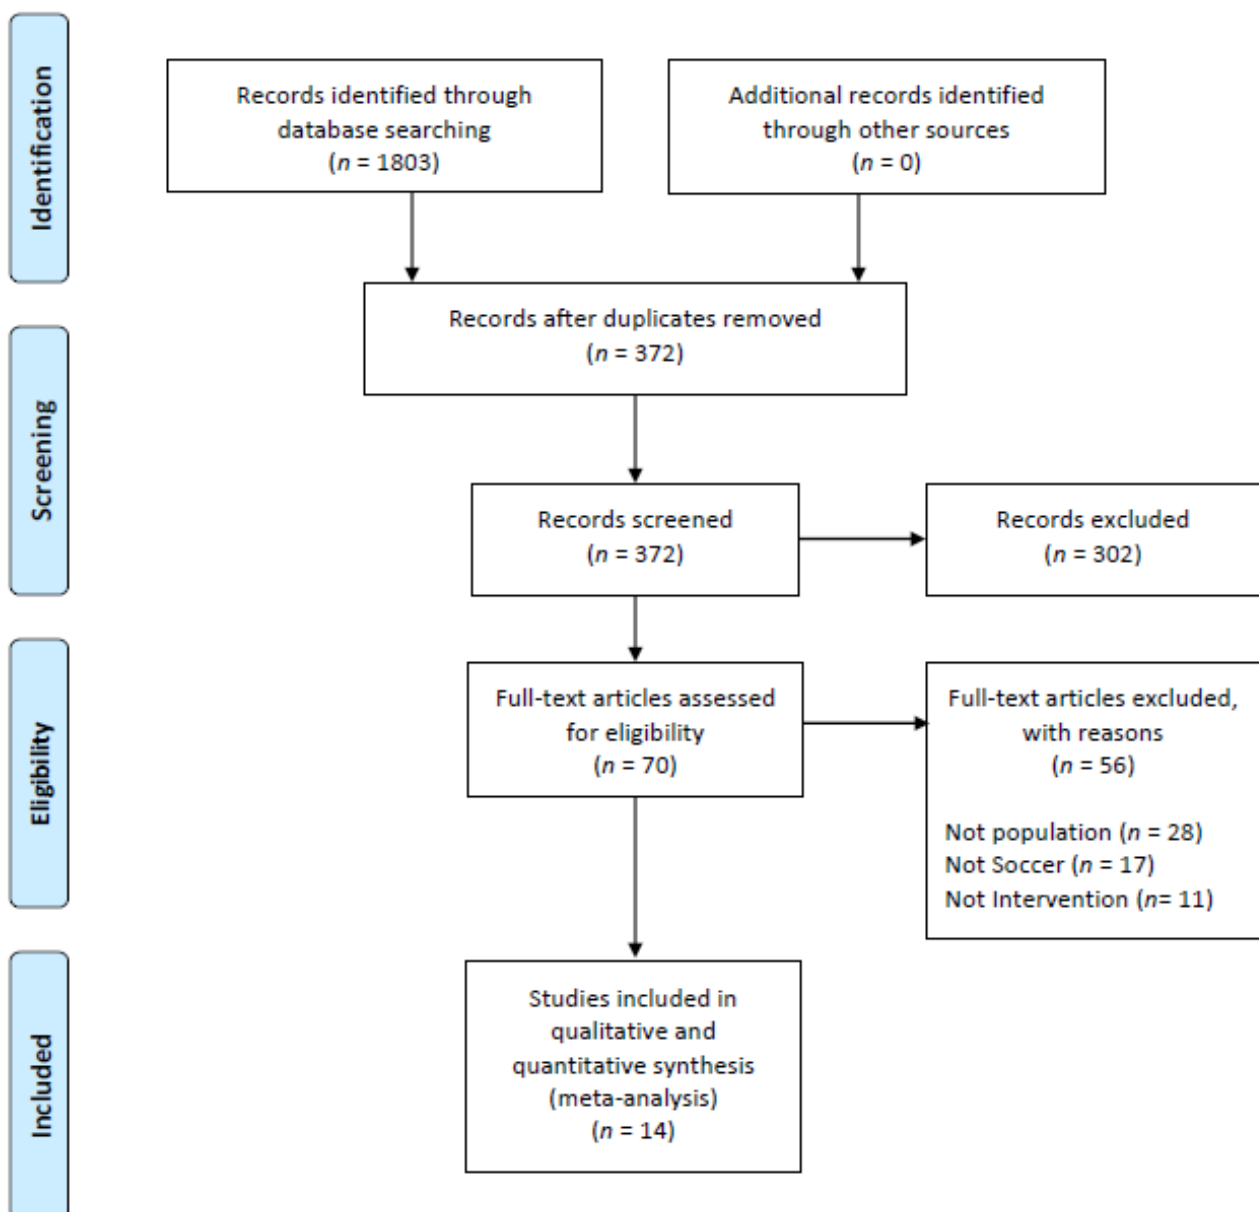 Identification
Records identified through
database searching
(n = 1803)
Additional records identified
through other sources
(n = 0)
Records after duplicates removed
(n = 372)
Screening
Records screened
(n = 372)
Records excluded
(n = 302)
Eligibility
Full-text articles assessed
for eligibility
(n = 70)
Full-text articles excluded,
with reasons
(n = 56)
Not population (n = 28)
Not Soccer (n = 17)
Not Intervention (n= 11)
Included
Studies included in
qualitative and
quantitative synthesis
(meta-analysis)
(n = 14)